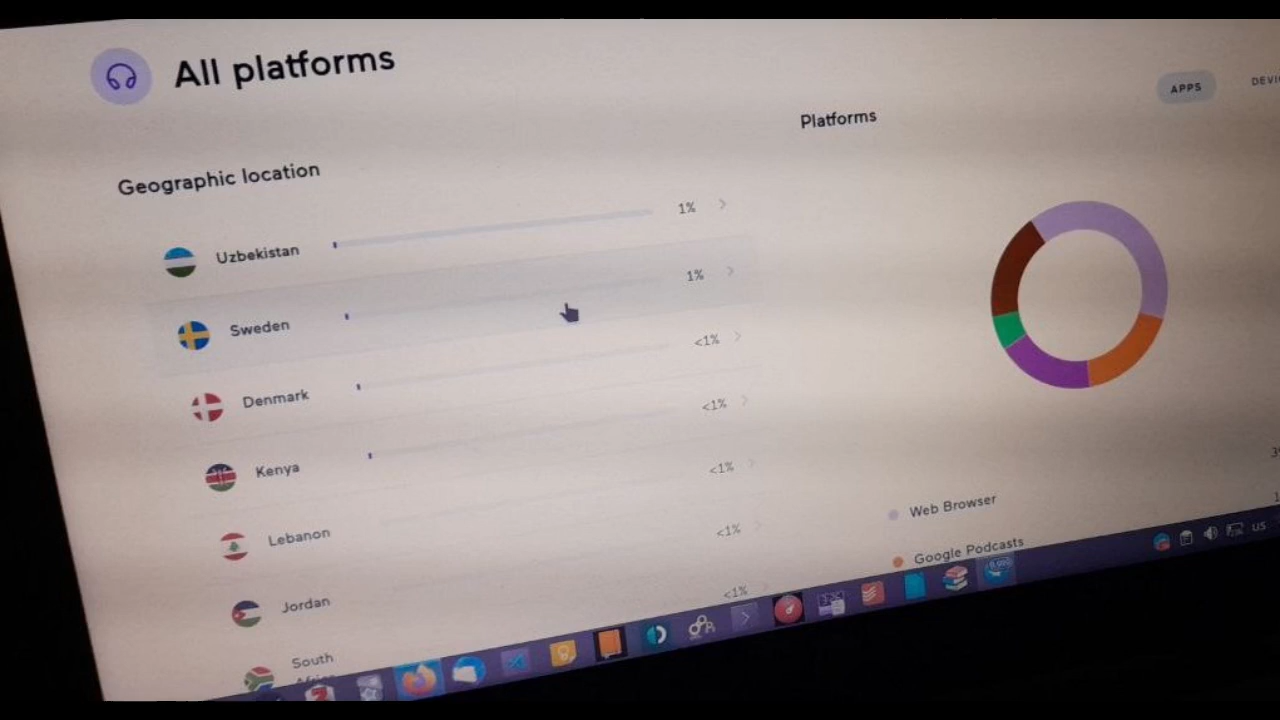 All platforms
APPS
Platforms
Geographic location
Uzbekistan
1%
Sweden
1%
Denmark
<1%
Kenya
<1%
Lebanon
<1%
Jordan
<1%
South
<1%
Web Browser
Google Podcasts
US